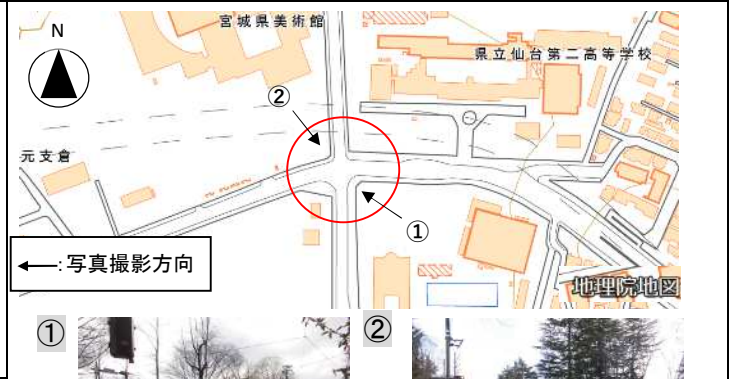 宮城県美術館
N
県立仙台第二高等学校
②
元支倉
①
:写真撮影方向
地理院地図
①
②